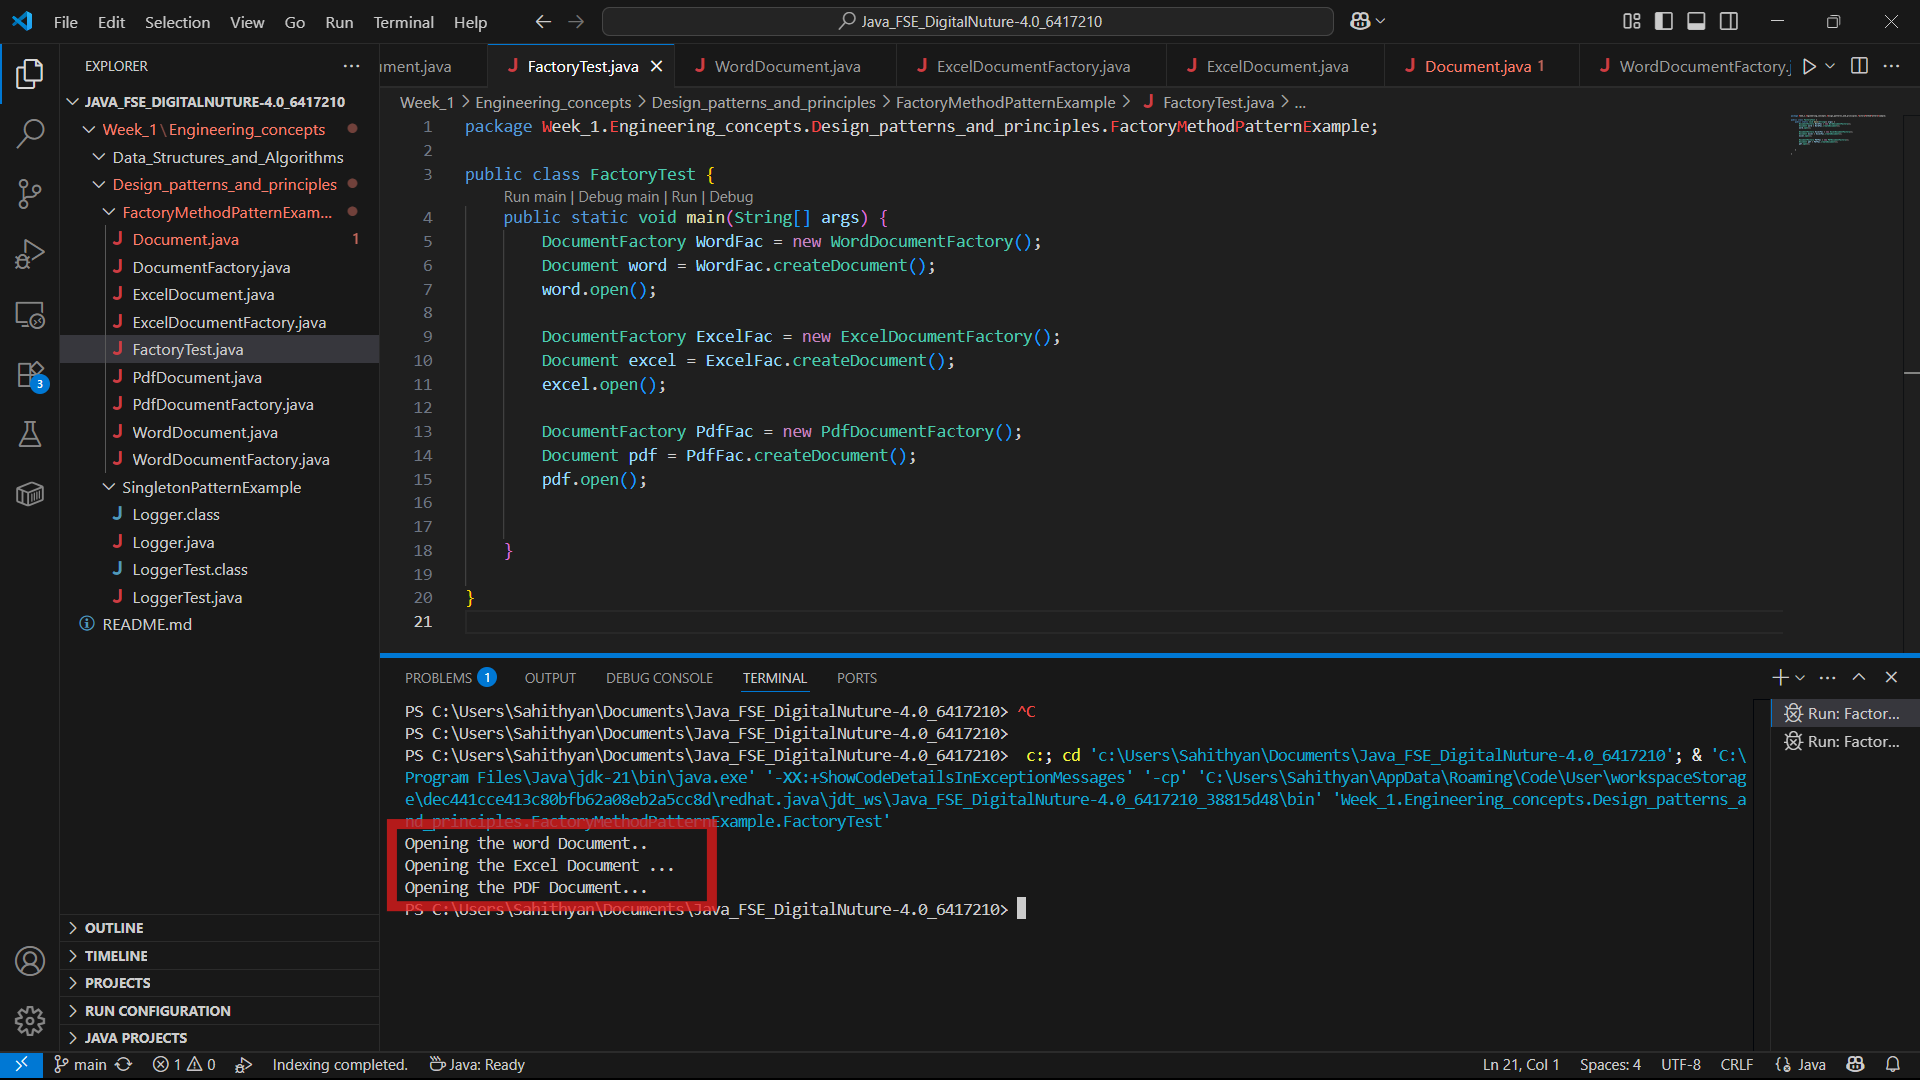 File Edit Selection View Go Run Terminal Help
Java_FSE_DigitalNuture-4.0_6417210
EXPLORER
JAVA_FSE_DIGITALNUTURE-4.0_6417210
Week_1\Engineering_concepts
Data_Structures_and_Algorithms
Design_patterns_and_principles
FactoryMethodPatternExam...
Document.java 1
DocumentFactory.java
ExcelDocument.java
ExcelDocumentFactory.java
FactoryTest.java
PdfDocument.java
PdfDocumentFactory.java
WordDocument.java
WordDocumentFactory.java
SingletonPatternExample
Logger.class
Logger.java
LoggerTest.class
LoggerTest.java
README.md
3
OUTLINE
TIMELINE
PROJECTS
RUN CONFIGURATION
JAVA PROJECTS
ument.java FactoryTest.java WordDocument.java ExcelDocumentFactory.java ExcelDocument.java Document.java 1 WordDocumentFactory.j
Week_1 > Engineering_concepts > Design_patterns_and_principles > FactoryMethodPatternExample > FactoryTest.java > ...
1 package Week_1.Engineering_concepts.Design_patterns_and_principles.FactoryMethodPatternExample;
2
3 public class FactoryTest {
Run main | Debug main | Run | Debug
4 public static void main(String[] args) {
5 DocumentFactory WordFac = new WordDocumentFactory();
6 Document word = WordFac.createDocument();
7 word.open();
8
9 DocumentFactory ExcelFac = new ExcelDocumentFactory();
10 Document excel = ExcelFac.createDocument();
11 excel.open();
12
13 DocumentFactory PdfFac = new PdfDocumentFactory();
14 Document pdf = PdfFac.createDocument();
15 pdf.open();
16
17
18 }
19
20 }
21
PROBLEMS 1 OUTPUT DEBUG CONSOLE TERMINAL PORTS
PS C:\Users\Sahithyan\Documents\Java_FSE_DigitalNuture-4.0_6417210> ^C
PS C:\Users\Sahithyan\Documents\Java_FSE_DigitalNuture-4.0_6417210>
PS C:\Users\Sahithyan\Documents\Java_FSE_DigitalNuture-4.0_6417210> c:; cd 'c:\Users\Sahithyan\Documents\Java_FSE_DigitalNuture-4.0_6417210'; & 'C:\
Program Files\Java\jdk-21\bin\java.exe' '-XX:+ShowCodeDetailsInExceptionMessages' '-cp' 'C:\Users\Sahithyan\AppData\Roaming\Code\User\workspaceStorag
e\dec441cce413c80bfb62a08eb2a5cc8d\redhat.java\jdt_ws\Java_FSE_DigitalNuture-4.0_6417210_38815d48\bin' 'Week_1.Engineering_concepts.Design_patterns_a
nd_principles.FactoryMethodPatternExample.FactoryTest'
Opening the word Document..
Opening the Excel Document ...
Opening the PDF Document...
PS C:\Users\Sahithyan\Documents\Java_FSE_DigitalNuture-4.0_6417210>
Run: Factor...
Run: Factor...
main 1 0 Indexing completed. Java: Ready Ln 21, Col 1 Spaces: 4 UTF-8 CRLF Java